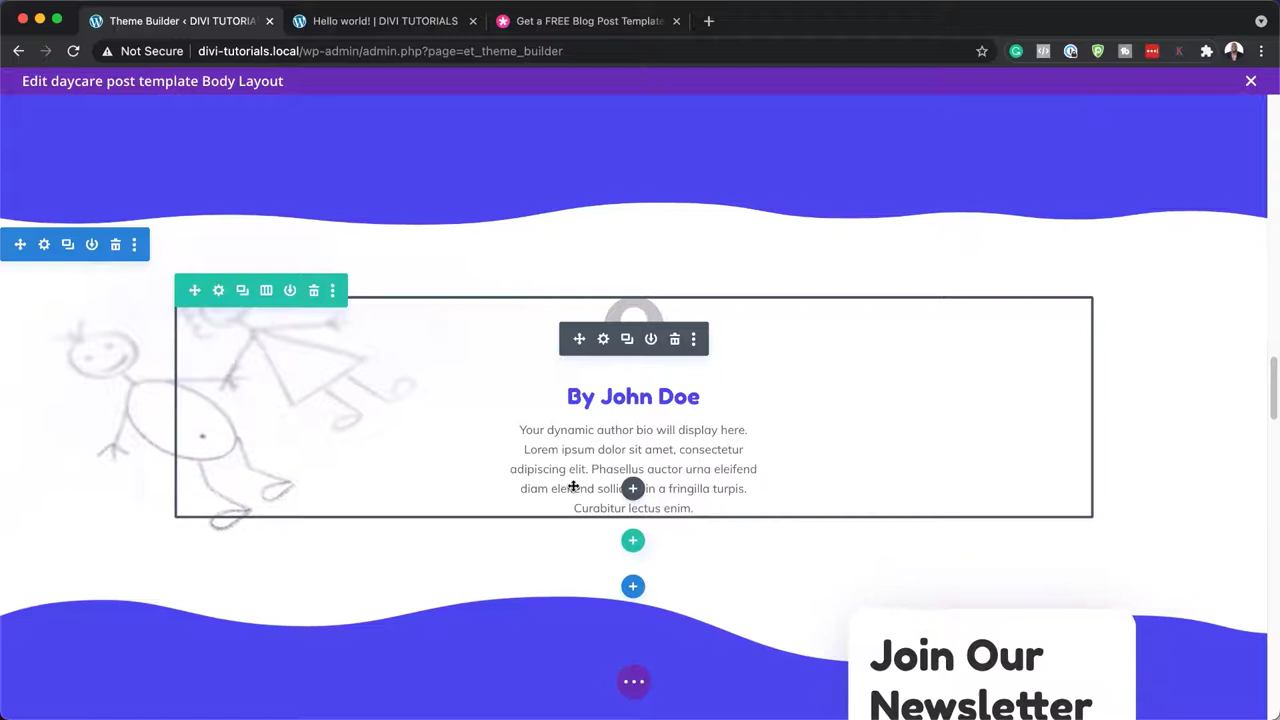 Theme Builder < DIVI TUTORIA
Hello world! | DIVI TUTORIALS
Get a FREE Blog Post Template
Not Secure
divi-tutorials.local/wp-admin/admin.php?page=et_theme_builder
Edit daycare post template Body Layout
By John Doe
Your dynamic author bio will display here.
Lorem ipsum dolor sit amet, consectetur
adipiscing elit. Phasellus auctor urna eleifend
diam eleifend in a fringilla turpis.
Curabitur lectus enim.
Join Our
Newsletter